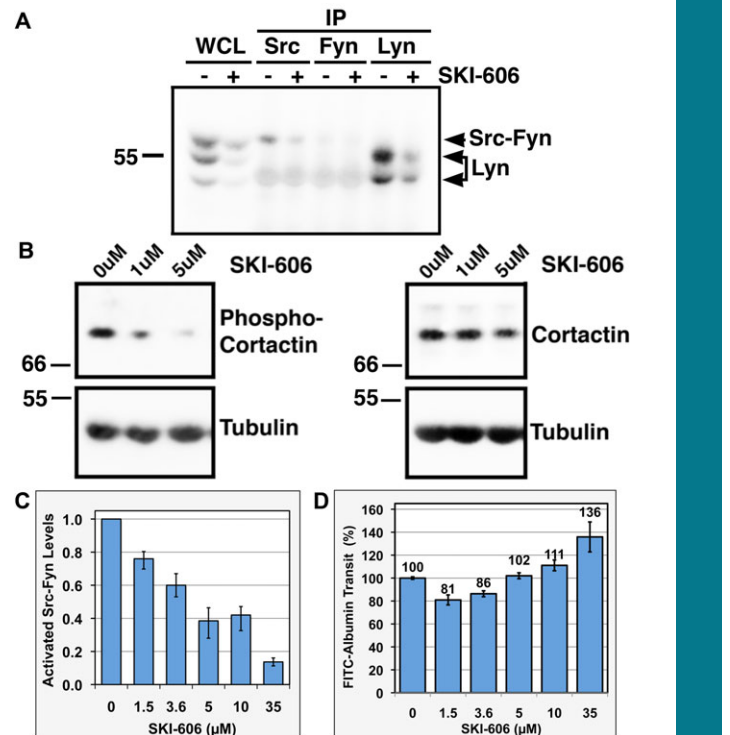 A
IP
WCL Src Fyn Lyn
- + - + - + - + SKI-606
55
Src-Fyn
Lyn
B
0uM 1uM 5uM SKI-606
Phospho-
Cortactin
66
55
Tubulin
0uM 1uM 5uM SKI-606
Cortactin
66
55
Tubulin
C
Activated Src-Fyn Levels
1.0
0.8
0.6
0.4
0.2
0.0
0 1.5 3.6 5 10 35
SKI-606 (µM)
D
FITC-Albumin Transit (%)
160
140
120
100
80
60
40
20
0
100 81 86 102 111 136
0 1.5 3.6 5 10 35
SKI-606 (µM)